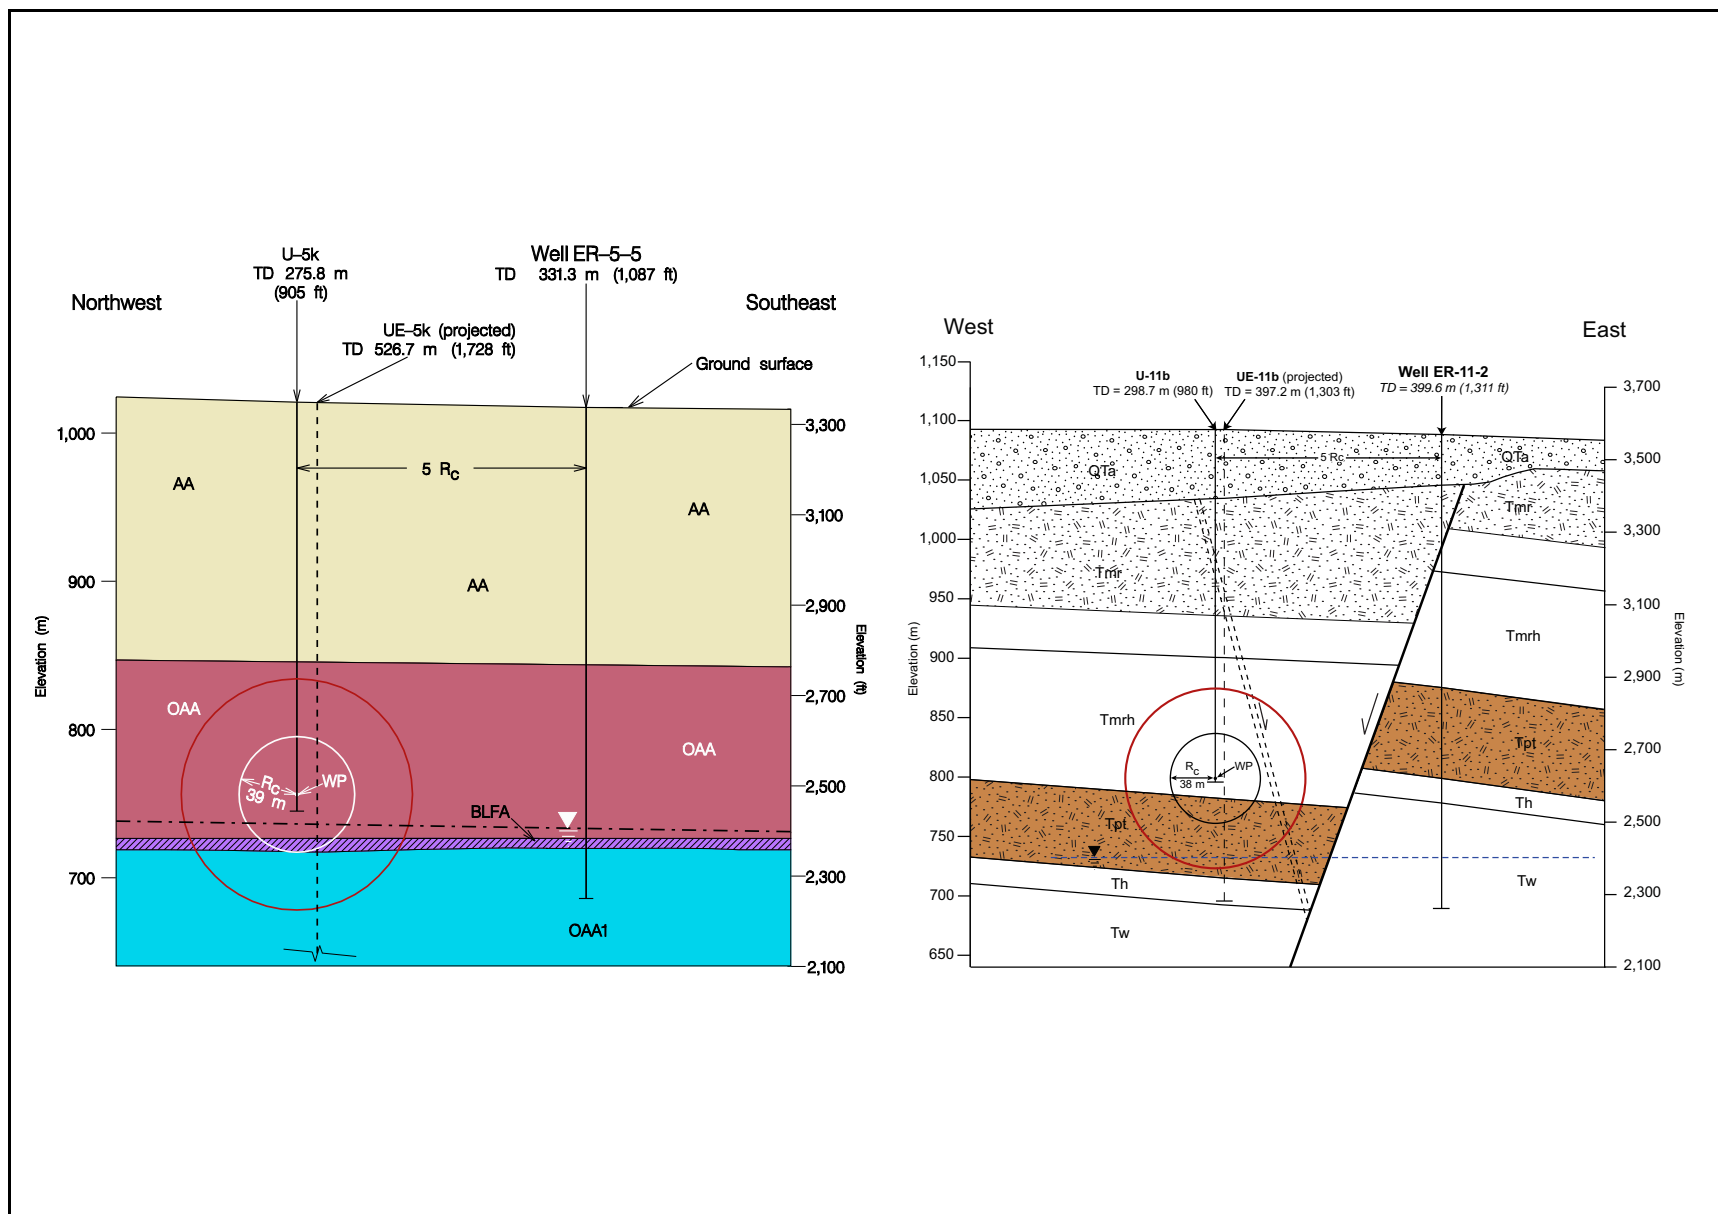 U–5k
TD 275.8 m
(905 ft)
Well ER–5–5
TD 331.3 m (1,087 ft)
Northwest
Southeast
UE–5k (projected)
TD 526.7 m (1,728 ft)
Ground surface
1,000
900
800
700
Elevation (m)
3,300
3,100
2,900
2,700
2,500
2,300
2,100
Elevation (ft)
5 Rc
AA
AA
AA
OAA
OAA
Rc
39 m
WP
BLFA
OAA1
West
East
U-11b
TD = 298.7 m (980 ft)
UE-11b (projected)
TD = 397.2 m (1,303 ft)
Well ER-11-2
TD = 399.6 m (1,311 ft)
1,150
1,100
1,050
1,000
950
900
850
800
750
700
650
Elevation (m)
3,700
3,500
3,300
3,100
2,900
2,700
2,500
2,300
2,100
Elevation (m)
5 Rc
QTa
QTa
Tmr
Tmr
Tmrh
Tmrh
Rc
38 m
WP
Tpt
Tpt
Th
Th
Tw
Tw